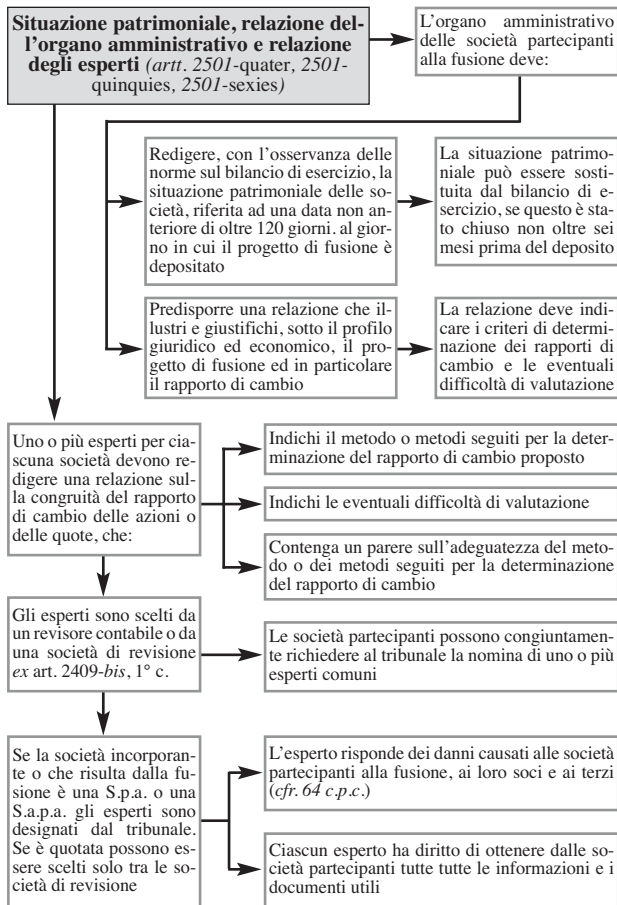 Situazione patrimoniale, relazione del-
l'organo amministrativo e relazione
degli esperti (artt. 2501-quater, 2501-
quinquies, 2501-sexies)
L'organo amministrativo
delle società partecipanti
alla fusione deve:
Redigere, con l'osservanza delle
norme sul bilancio di esercizio, la
situazione patrimoniale delle so-
cietà, riferita ad una data non ante-
riore di oltre 120 giorni. al gior-
no in cui il progetto di fusione è
depositato
La situazione patrimo-
niale può essere sosti-
tuita dal bilancio di e-
sercizio, se questo è sta-
to chiuso non oltre sei
mesi prima del deposito
Predisporre una relazione che il-
lustri e giustifichi, sotto il profilo
giuridico ed economico, il pro-
getto di fusione ed in particolare
il rapporto di cambio
La relazione deve indi-
care i criteri di determi-
nazione dei rapporti di
cambio e le eventuali
difficoltà di valutazione
Uno o più esperti per cia-
scuna società devono re-
digere una relazione sul-
la congruità del rapporto
di cambio delle azioni o
delle quote, che:
Indichi il metodo o metodi seguiti per la deter-
minazione del rapporto di cambio proposto
Indichi le eventuali difficoltà di valutazione
Contenga un parere sull'adeguatezza del meto-
do o dei metodi seguiti per la determinazione
del rapporto di cambio
Gli esperti sono scelti da
un revisore contabile o da
una società di revisione
ex art. 2409-bis, 1° c.
Le società partecipanti possono congiuntamen-
te richiedere al tribunale la nomina di uno o più
esperti comuni
Se la società incorporan-
te o che risulta dalla fu-
sione è una S.p.a. o una
S.a.p.a. gli esperti sono
designati dal tribunale.
Se è quotata possono es-
sere scelti solo tra le so-
cietà di revisione
L'esperto risponde dei danni causati alle società
partecipanti alla fusione, ai loro soci e ai terzi
(cfr. 64 c.p.c.)
Ciascun esperto ha diritto di ottenere dalle so-
cietà partecipanti tutte tutte le informazioni e i
documenti utili